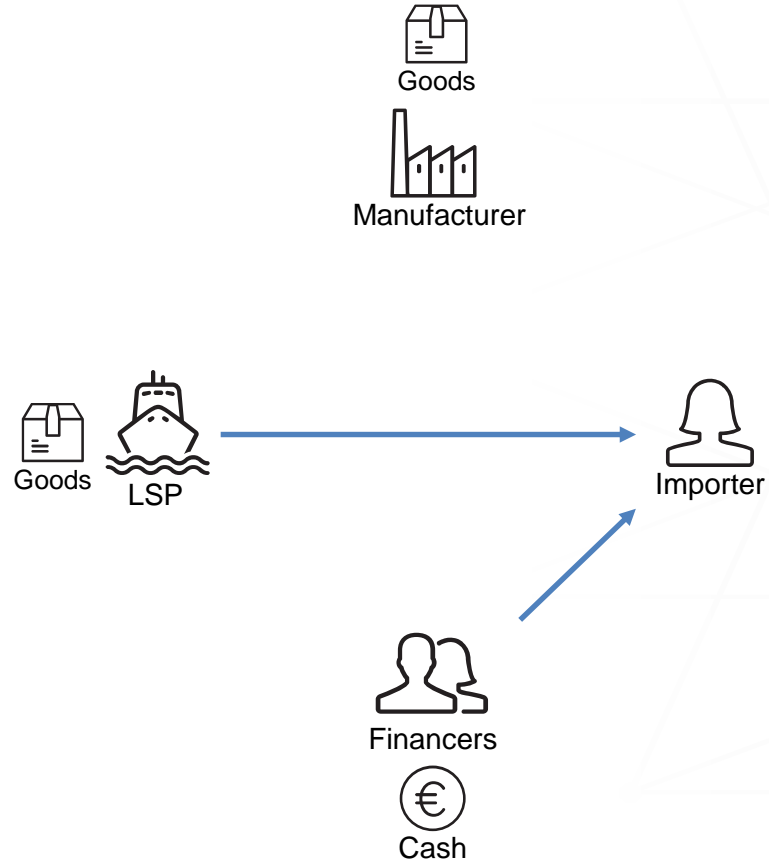 Goods
Manufacturer
Goods
LSP
Importer
Financers
€
Cash